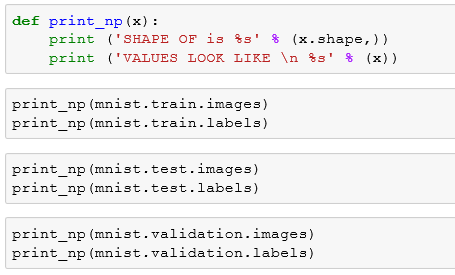 def print_np(x):
    print ('SHAPE OF is %s' % (x.shape,))
    print ('VALUES LOOK LIKE \n %s' % (x))
print_np(mnist.train.images)
print_np(mnist.train.labels)
print_np(mnist.test.images)
print_np(mnist.test.labels)
print_np(mnist.validation.images)
print_np(mnist.validation.labels)